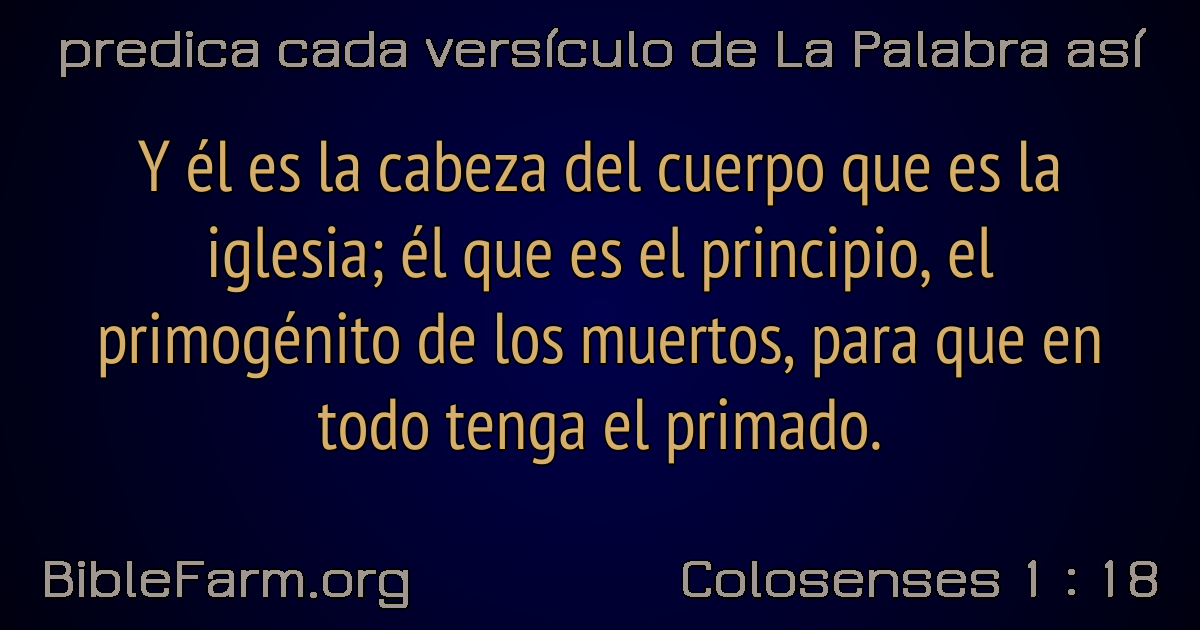 predica cada versículo de La Palabra así
Y él es la cabeza del cuerpo que es la
iglesia; él que es el principio, el
primogénito de los muertos, para que en
todo tenga el primado.
BibleFarm.org
Colosenses 1 : 18